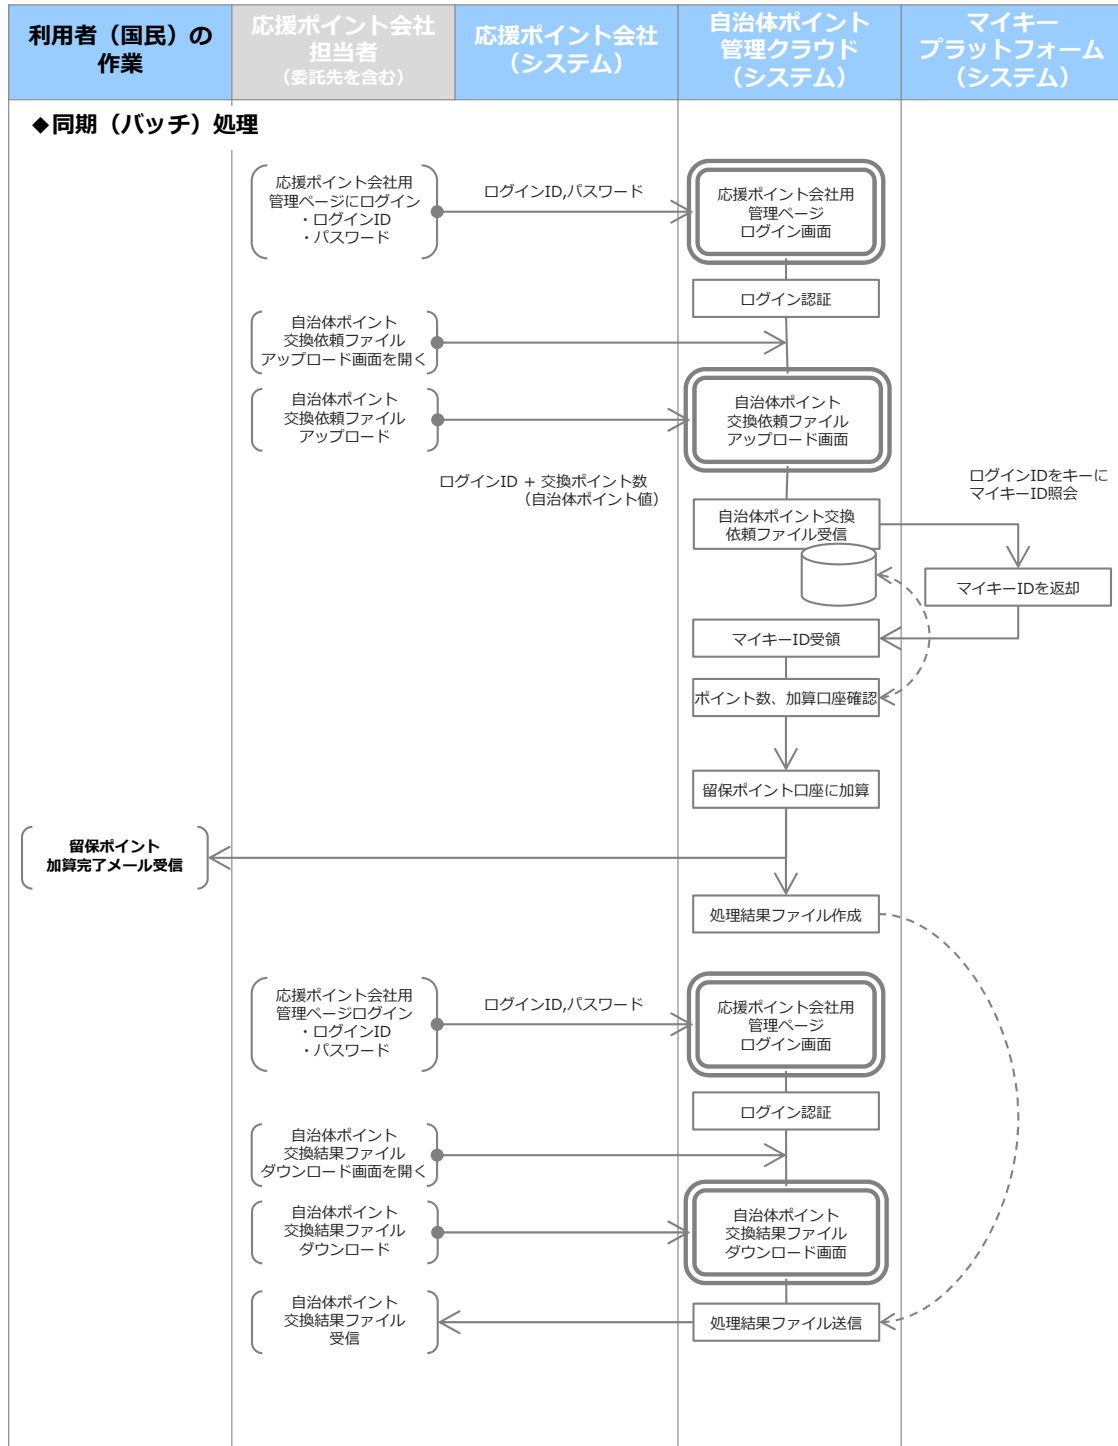 利用者（国民）の
作業
応援ポイント会社
担当者
（委託先を含む）
応援ポイント会社
（システム）
自治体ポイント
管理クラウド
（システム）
マイキー
プラットフォーム
（システム）
◆同期（バッチ）処理
応援ポイント会社用
管理ページにログイン
・ログインID
・パスワード
ログインID,パスワード
応援ポイント会社用
管理ページ
ログイン画面
ログイン認証
自治体ポイント
交換依頼ファイル
アップロード画面を開く
自治体ポイント
交換依頼ファイル
アップロード
自治体ポイント
交換依頼ファイル
アップロード画面
ログインID ＋ 交換ポイント数
（自治体ポイント値）
ログインIDをキーに
マイキーID照会
自治体ポイント交換
依頼ファイル受信
マイキーIDを返却
マイキーID受領
ポイント数、加算口座確認
留保ポイント口座に加算
留保ポイント
加算完了メール受信
処理結果ファイル作成
応援ポイント会社用
管理ページログイン
・ログインID
・パスワード
ログインID,パスワード
応援ポイント会社用
管理ページ
ログイン画面
ログイン認証
自治体ポイント
交換結果ファイル
ダウンロード画面を開く
自治体ポイント
交換結果ファイル
ダウンロード
自治体ポイント
交換結果ファイル
ダウンロード画面
自治体ポイント
交換結果ファイル
受信
処理結果ファイル送信